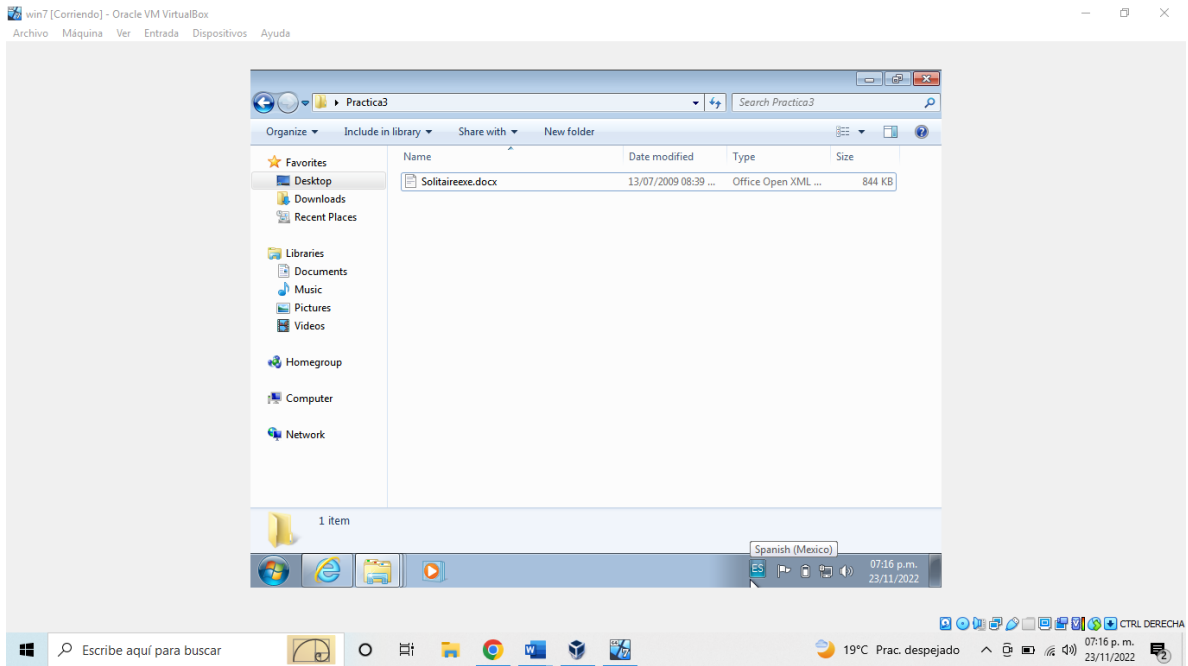 win7 [Corriendo] - Oracle VM VirtualBox
Archivo Máquina Ver Entrada Dispositivos Ayuda
Practica3
Search Practica3
Organize Include in library Share with New folder
Favorites
Desktop
Downloads
Recent Places
Libraries
Documents
Music
Pictures
Videos
Homegroup
Computer
Network
Name Date modified Type Size
Solitaireexe.docx 13/07/2009 08:39 ... Office Open XML ... 844 KB
1 item
Spanish (Mexico)
ES
07:16 p.m.
23/11/2022
CTRL DERECHA
Escribe aquí para buscar
19°C Prac. despejado
07:16 p. m.
23/11/2022
2